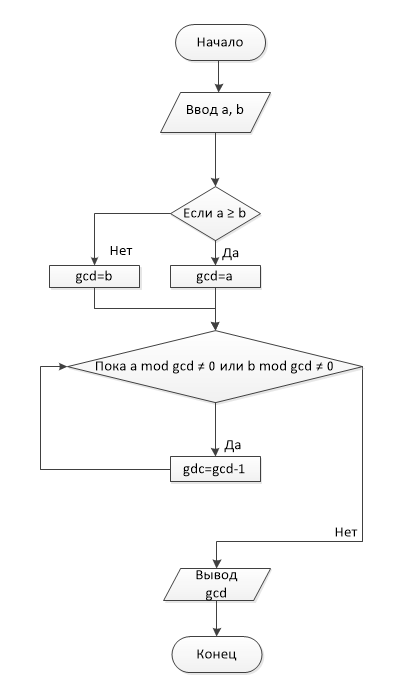 Начало
Ввод a, b
Если a ≥ b
Нет
Да
gcd=b
gcd=a
Пока a mod gcd ≠ 0 или b mod gcd ≠ 0
Да
gdc=gcd-1
Нет
Вывод
gcd
Конец